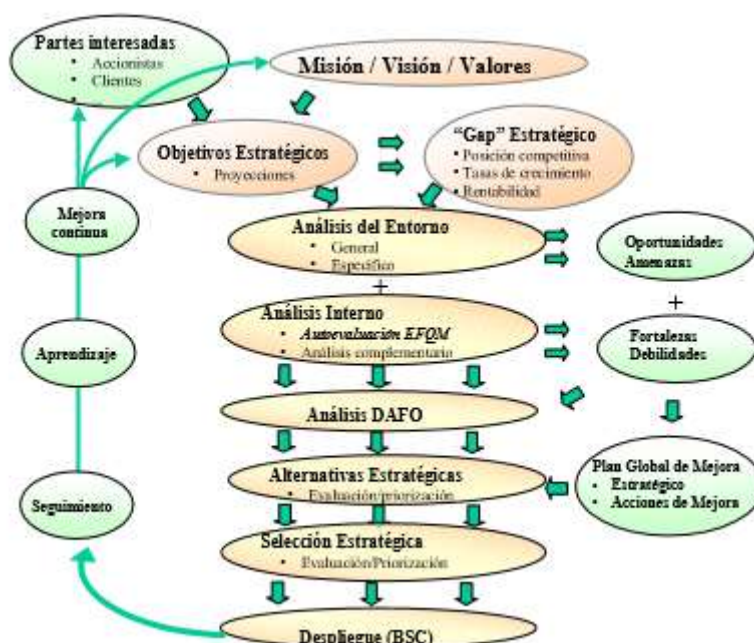 Partes interesadas
• Accionistas
• Clientes
Misión / Visión / Valores
Objetivos Estratégicos
• Proyecciones
“Gap” Estratégico
• Posición competitiva
• Tasas de crecimiento
• Rentabilidad
Mejora
continua
Análisis del Entorno
• General
• Específico
Oportunidades
Amenazas
+
+
Análisis Interno
• Autoevaluación EFQM
• Análisis complementario
Fortalezas
Debilidades
Aprendizaje
Análisis DAFO
Alternativas Estratégicas
• Evaluación/priorización
Plan Global de Mejora
• Estratégico
• Acciones de Mejora
Seguimiento
Selección Estratégica
• Evaluación/Priorización
Despliegue (BSC)